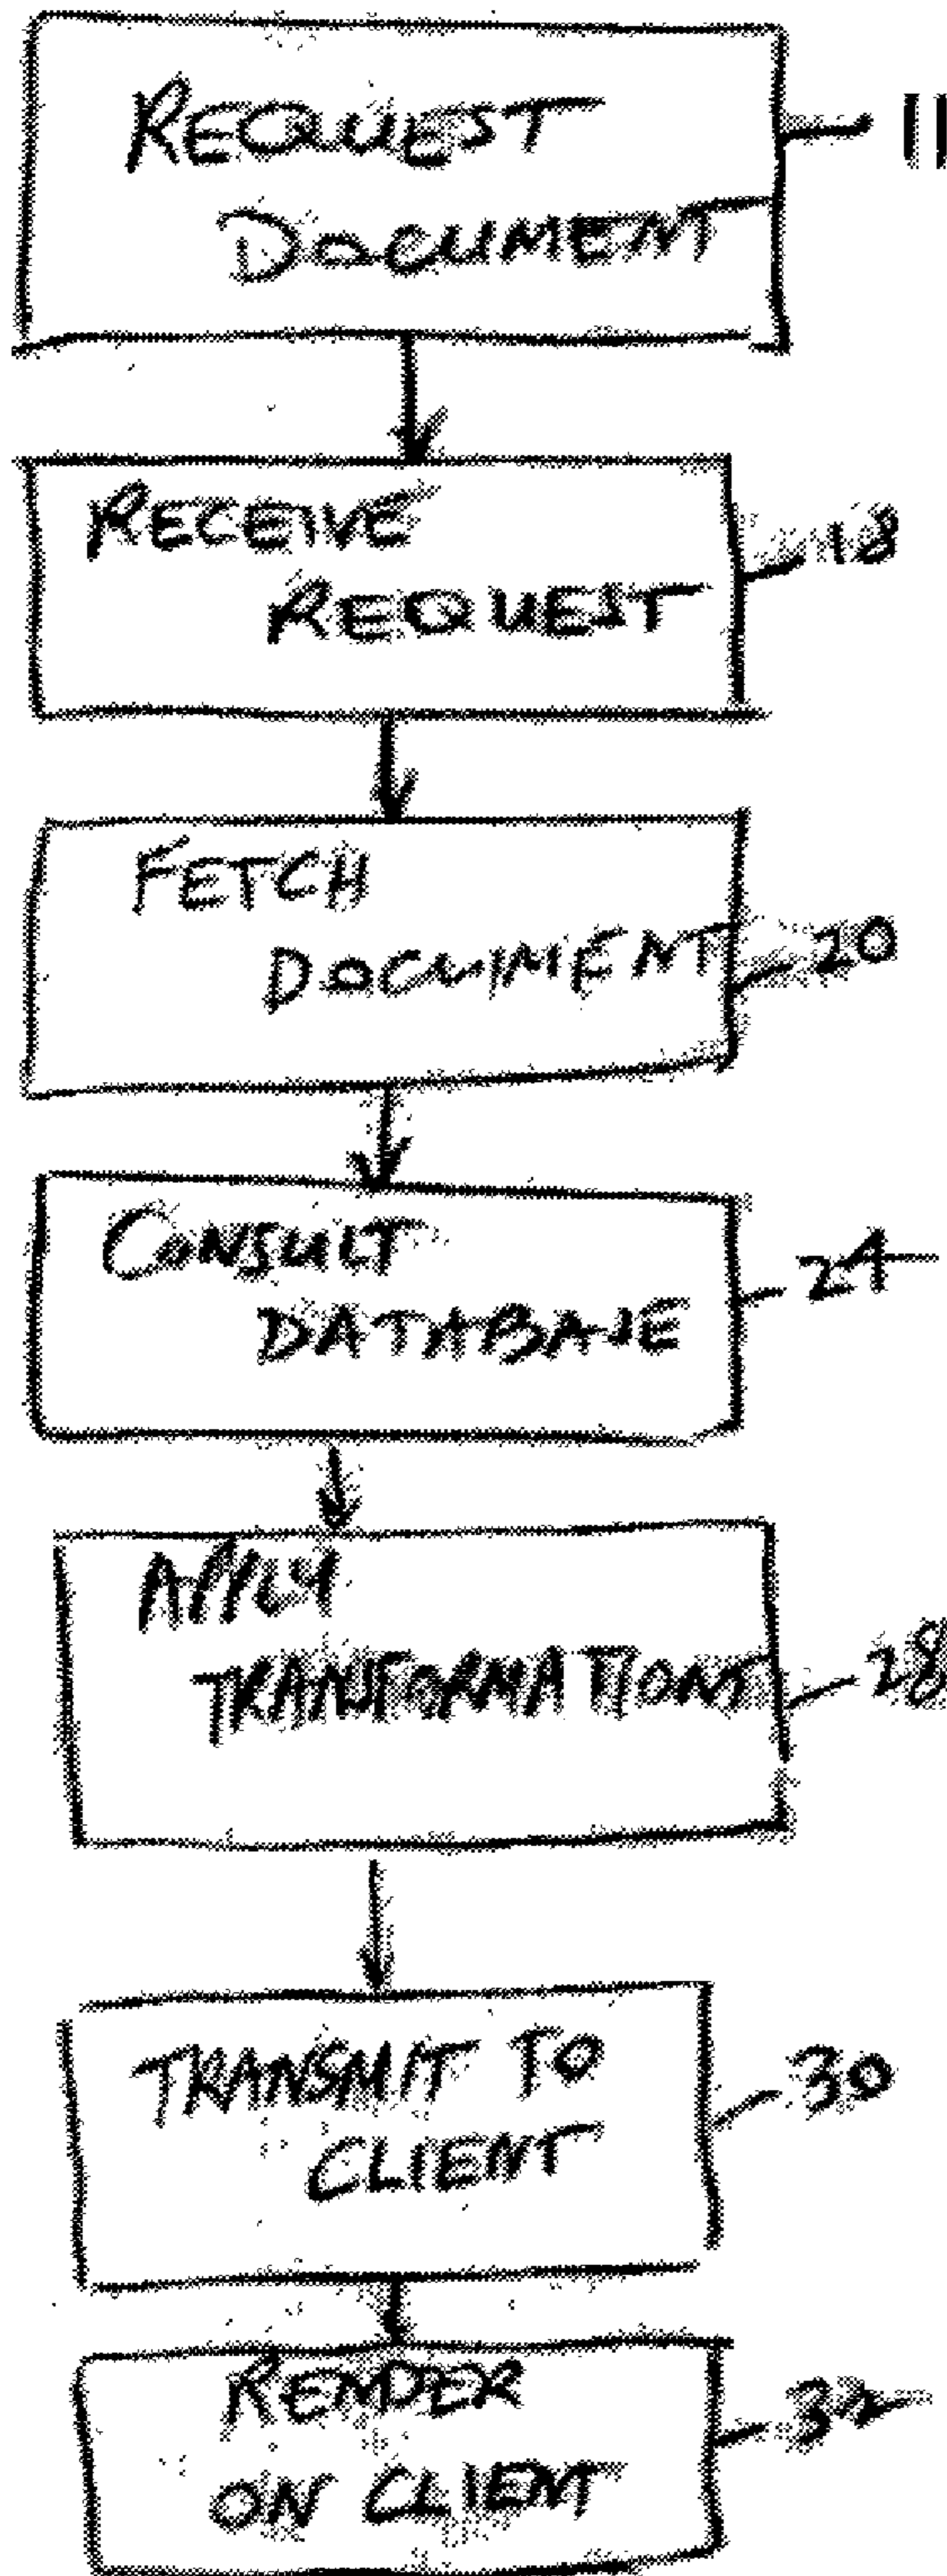 REQUEST
DOCUMENT
11
RECEIVE
REQUEST
18
FETCH
DOCUMENT
20
CONSULT
DATABASE
24
APPLY
TRANSFORMATIONS
28
TRANSMIT TO
CLIENT
30
RENDER
ON CLIENT
32